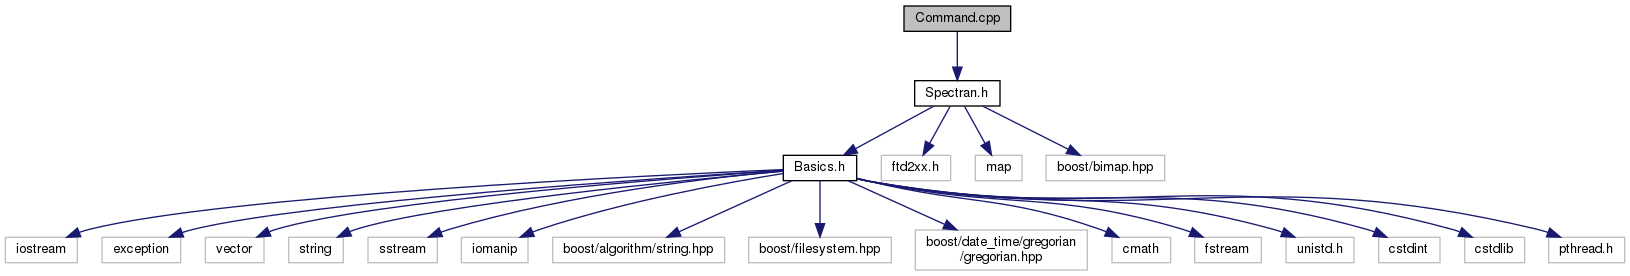 Command.cpp
Spectran.h
Basics.h
ftd2xx.h
map
boost/bimap.hpp
iostream
exception
vector
string
sstream
iomanip
boost/algorithm/string.hpp
boost/filesystem.hpp
boost/date_time/gregorian
/gregorian.hpp
cmath
fstream
unistd.h
cstdint
cstdlib
pthread.h